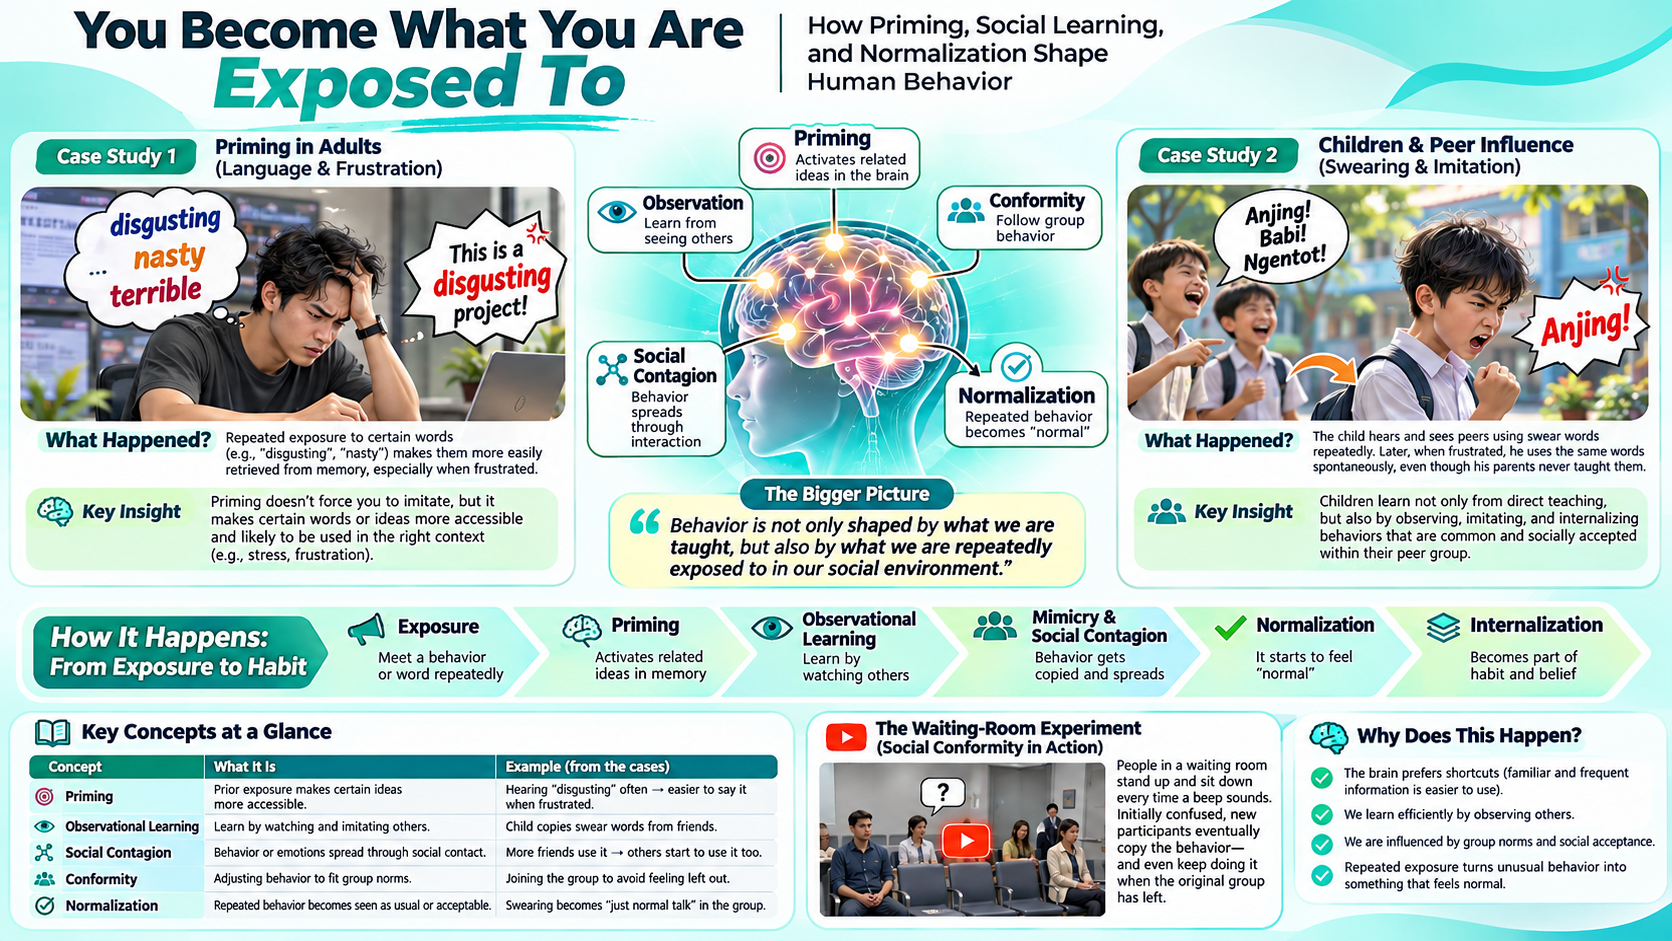 You Become What You Are
Exposed To
How Priming, Social Learning,
and Normalization Shape
Human Behavior
Case Study 1
Priming in Adults
(Language & Frustration)
disgusting
... nasty
terrible
This is a
disgusting
project!
What Happened?
Repeated exposure to certain words
(e.g., “disgusting”, “nasty”) makes them more easily
retrieved from memory, especially when frustrated.
Key Insight
Priming doesn’t force you to imitate, but it
makes certain words or ideas more accessible
and likely to be used in the right context
(e.g., stress, frustration).
Priming
Activates related
ideas in the brain
Observation
Learn from
seeing others
Conformity
Follow group
behavior
Social
Contagion
Behavior
spreads
through
interaction
Normalization
Repeated behavior
becomes “normal”
The Bigger Picture
“ Behavior is not only shaped by what we are
taught, but also by what we are repeatedly
exposed to in our social environment.”
Case Study 2
Children & Peer Influence
(Swearing & Imitation)
Anjing!
Babi!
Ngentot!
Anjing!
What Happened?
The child hears and sees peers using swear words
repeatedly. Later, when frustrated, he uses the same words
spontaneously, even though his parents never taught them.
Key Insight
Children learn not only from direct teaching,
but also by observing, imitating, and internalizing
behaviors that are common and socially accepted
within their peer group.
How It Happens:
From Exposure to Habit
Exposure
Meet a behavior
or word repeatedly
Priming
Activates related
ideas in memory
Observational
Learning
Learn by
watching others
Mimicry &
Social Contagion
Behavior gets
copied and spreads
Normalization
It starts to feel
“normal”
Internalization
Becomes part of
habit and belief
Key Concepts at a Glance
Concept What It Is Example (from the cases)
Priming Prior exposure makes certain ideas more accessible. Hearing “disgusting” often → easier to say it when frustrated.
Observational Learning Learn by watching and imitating others. Child copies swear words from friends.
Social Contagion Behavior or emotions spread through social contact. More friends use it → others start to use it too.
Conformity Adjusting behavior to fit group norms. Joining the group to avoid feeling left out.
Normalization Repeated behavior becomes seen as usual or acceptable. Swearing becomes “just normal talk” in the group.
The Waiting-Room Experiment
(Social Conformity in Action)
?
People in a waiting room
stand up and sit down
every time a beep sounds.
Initially confused, new
participants eventually
copy the behavior—
and even keep doing it
when the original group
has left.
Why Does This Happen?
The brain prefers shortcuts (familiar and frequent
information is easier to use).
We learn efficiently by observing others.
We are influenced by group norms and social acceptance.
Repeated exposure turns unusual behavior into
something that feels normal.